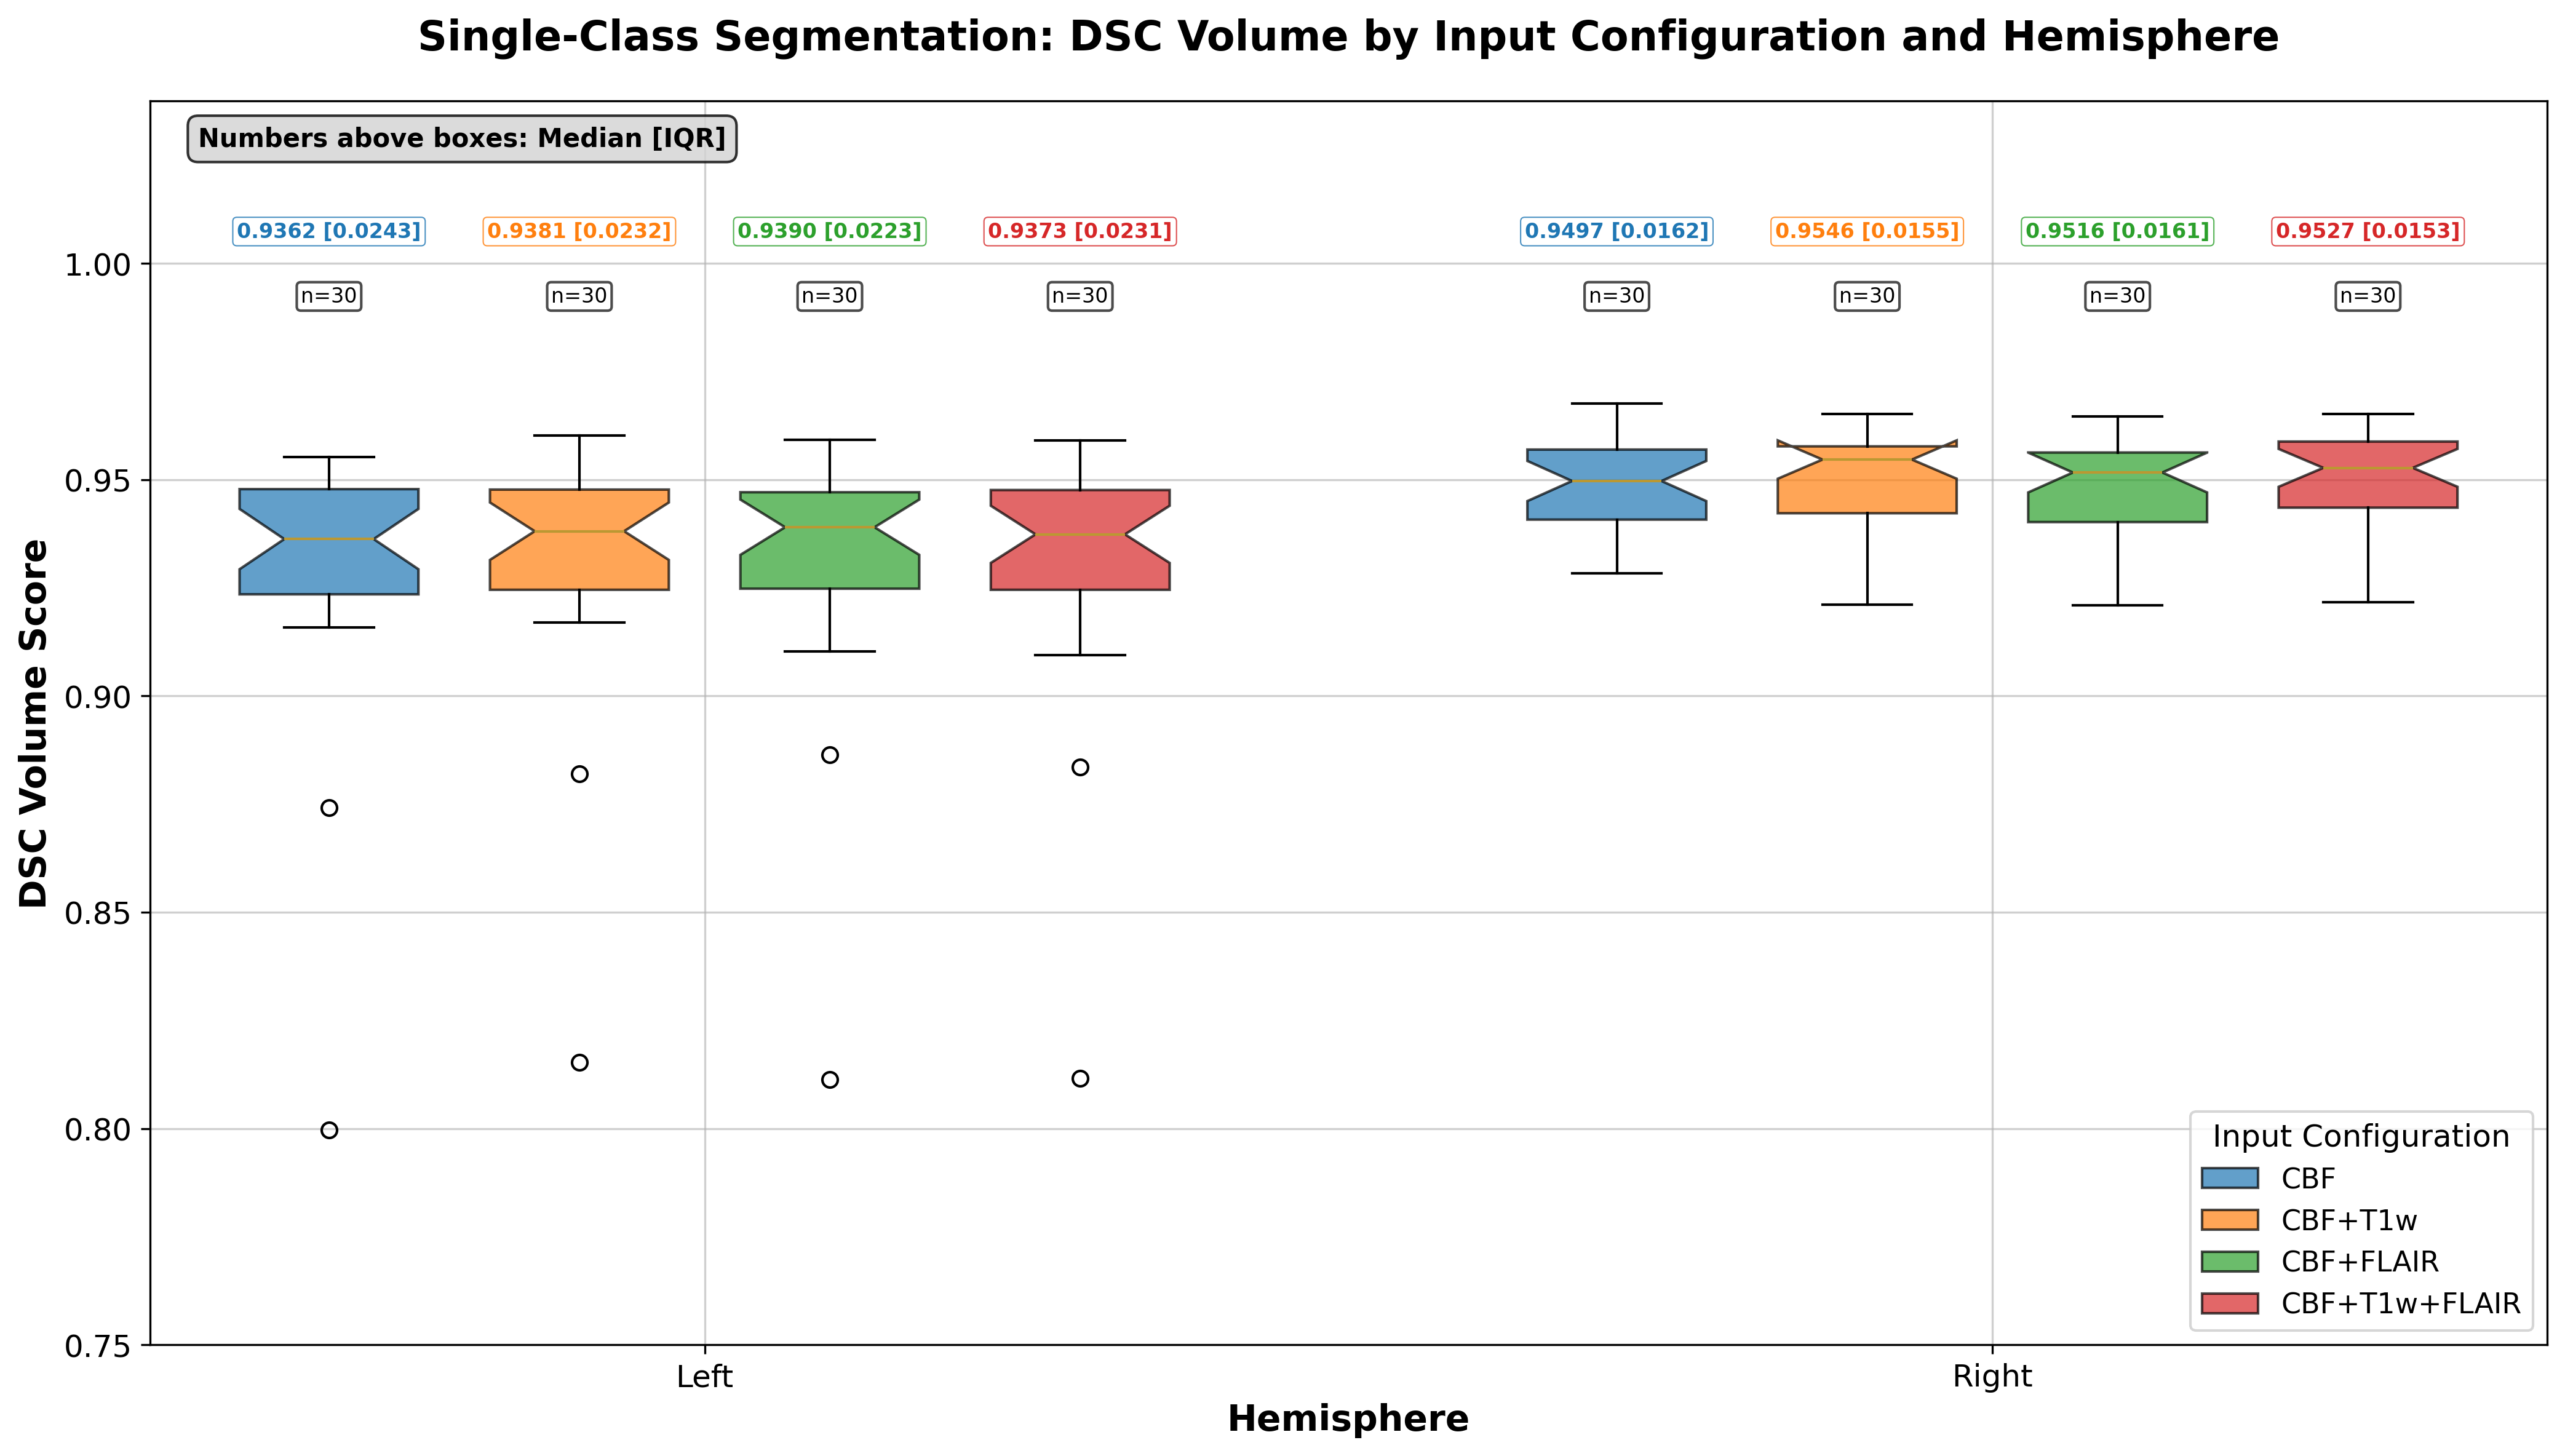 Single-Class Segmentation: DSC Volume by Input Configuration and Hemisphere
Numbers above boxes: Median [IQR]
0.9362 [0.0243] 0.9381 [0.0232] 0.9390 [0.0223] 0.9373 [0.0231] 0.9497 [0.0162] 0.9546 [0.0155] 0.9516 [0.0161] 0.9527 [0.0153]
n=30 n=30 n=30 n=30 n=30 n=30 n=30 n=30
DSC Volume Score
1.00
0.95
0.90
0.85
0.80
0.75
Input Configuration
CBF
CBF+T1w
CBF+FLAIR
CBF+T1w+FLAIR
Left Right
Hemisphere